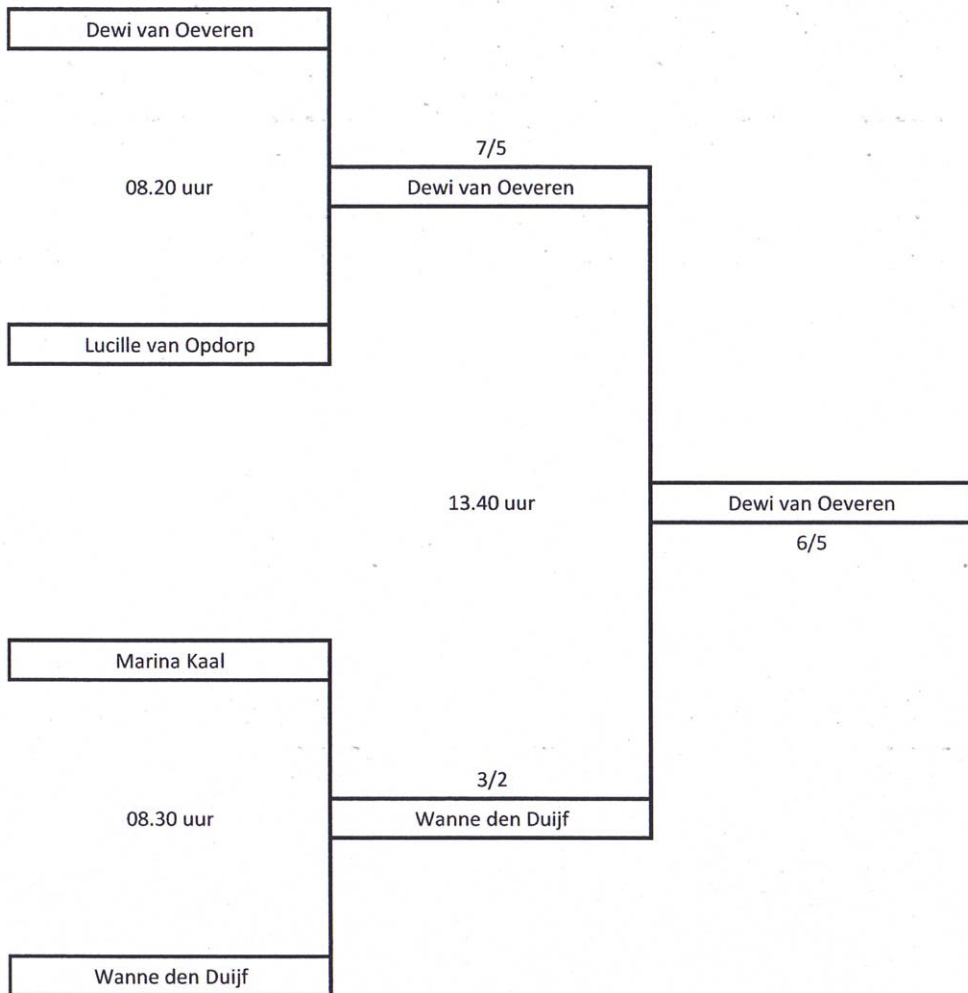 Dewi van Oeveren
7/5
08.20 uur
Dewi van Oeveren
Lucille van Opdorp
13.40 uur
Dewi van Oeveren
6/5
Marina Kaal
3/2
08.30 uur
Wanne den Duijf
Wanne den Duijf